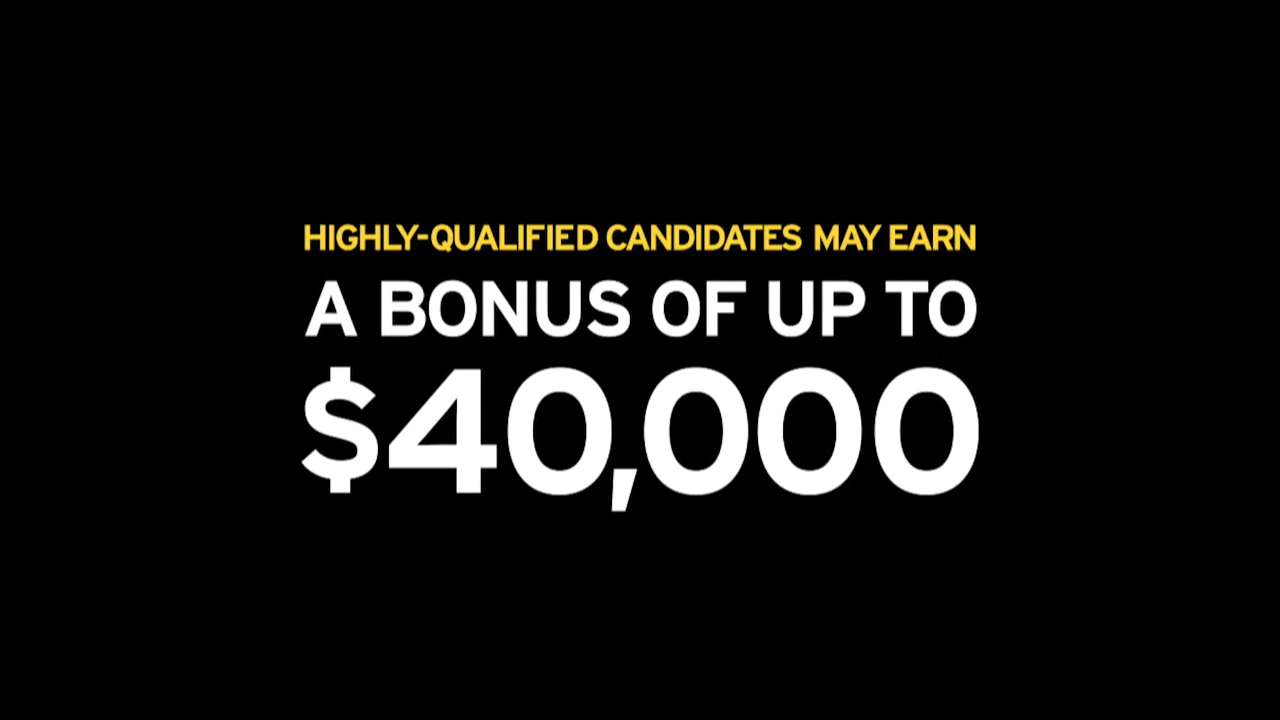 HIGHLY-QUALIFIED CANDIDATES MAY EARN
A BONUS OF UP TO
$40,000